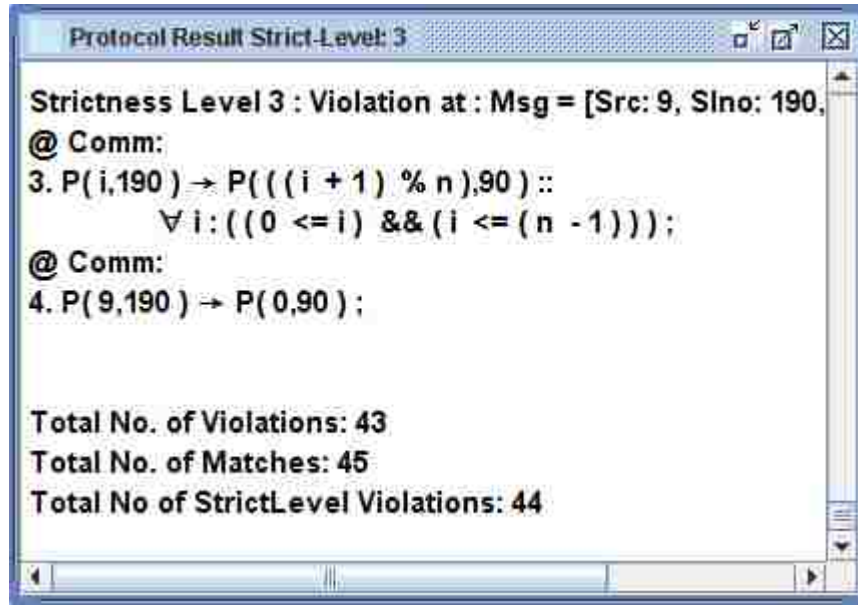 Protocol Result Strict-Level: 3
Strictness Level 3 : Violation at : Msg = [Src: 9, Slno: 190,
@ Comm:
3. P( i,190 ) → P( ( ( i + 1 ) % n ),90 ) ::
∀ i : ( ( 0 <= i ) && ( i <= ( n - 1 ) ) ) ;
@ Comm:
4. P( 9,190 ) → P( 0,90 ) ;
Total No. of Violations: 43
Total No. of Matches: 45
Total No of StrictLevel Violations: 44